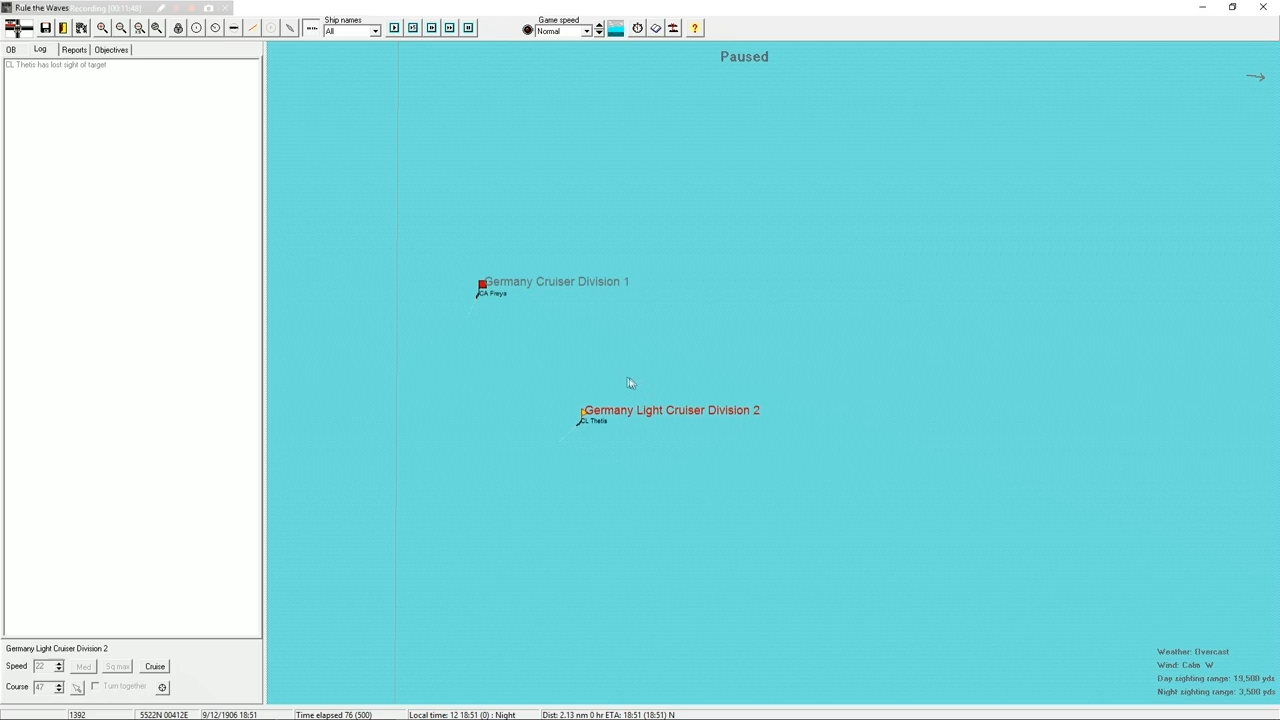 Rule the Waves Recording [00:11:48]
Ship names
All
Game speed
Normal
OB Log Reports Objectives
CL Thetis has lost sight of target
Paused
Germany Cruiser Division 1
CA Freya
Germany Light Cruiser Division 2
CL Thetis
Weather: Overcast
Wind: Calm W
Day sighting range: 19,500 yds
Night sighting range: 3,500 yds
Germany Light Cruiser Division 2
Speed 22 Med Sq max Cruise
Course 47 Turn together
1392 5522N 00412E 9/12/1906 18:51 Time elapsed 76 (500) Local time: 12 18:51 (0) : Night Dist: 2.13 nm 0 hr ETA: 18:51 (18:51) N